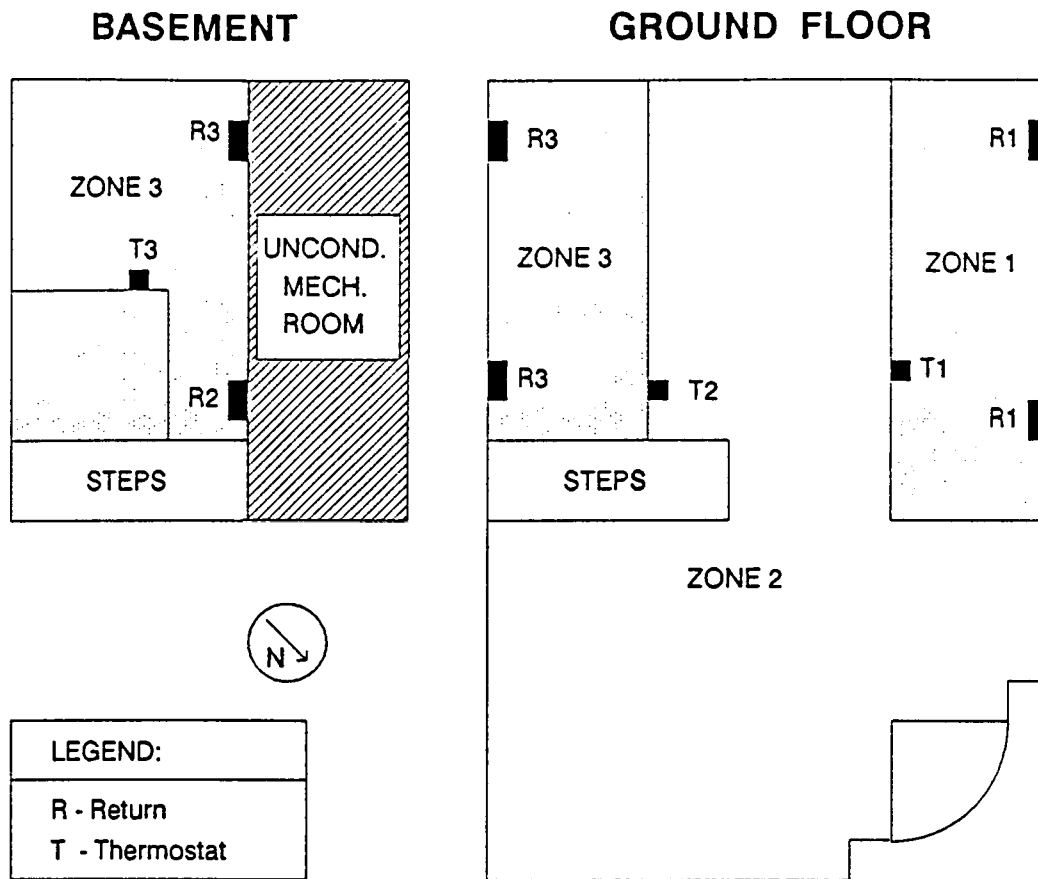 BASEMENT
R3
ZONE 3
T3
UNCOND.
MECH.
ROOM
R2
STEPS
N
LEGEND:
R - Return
T - Thermostat
GROUND FLOOR
R3
R1
ZONE 3
ZONE 1
R3
T2
T1
R1
STEPS
ZONE 2